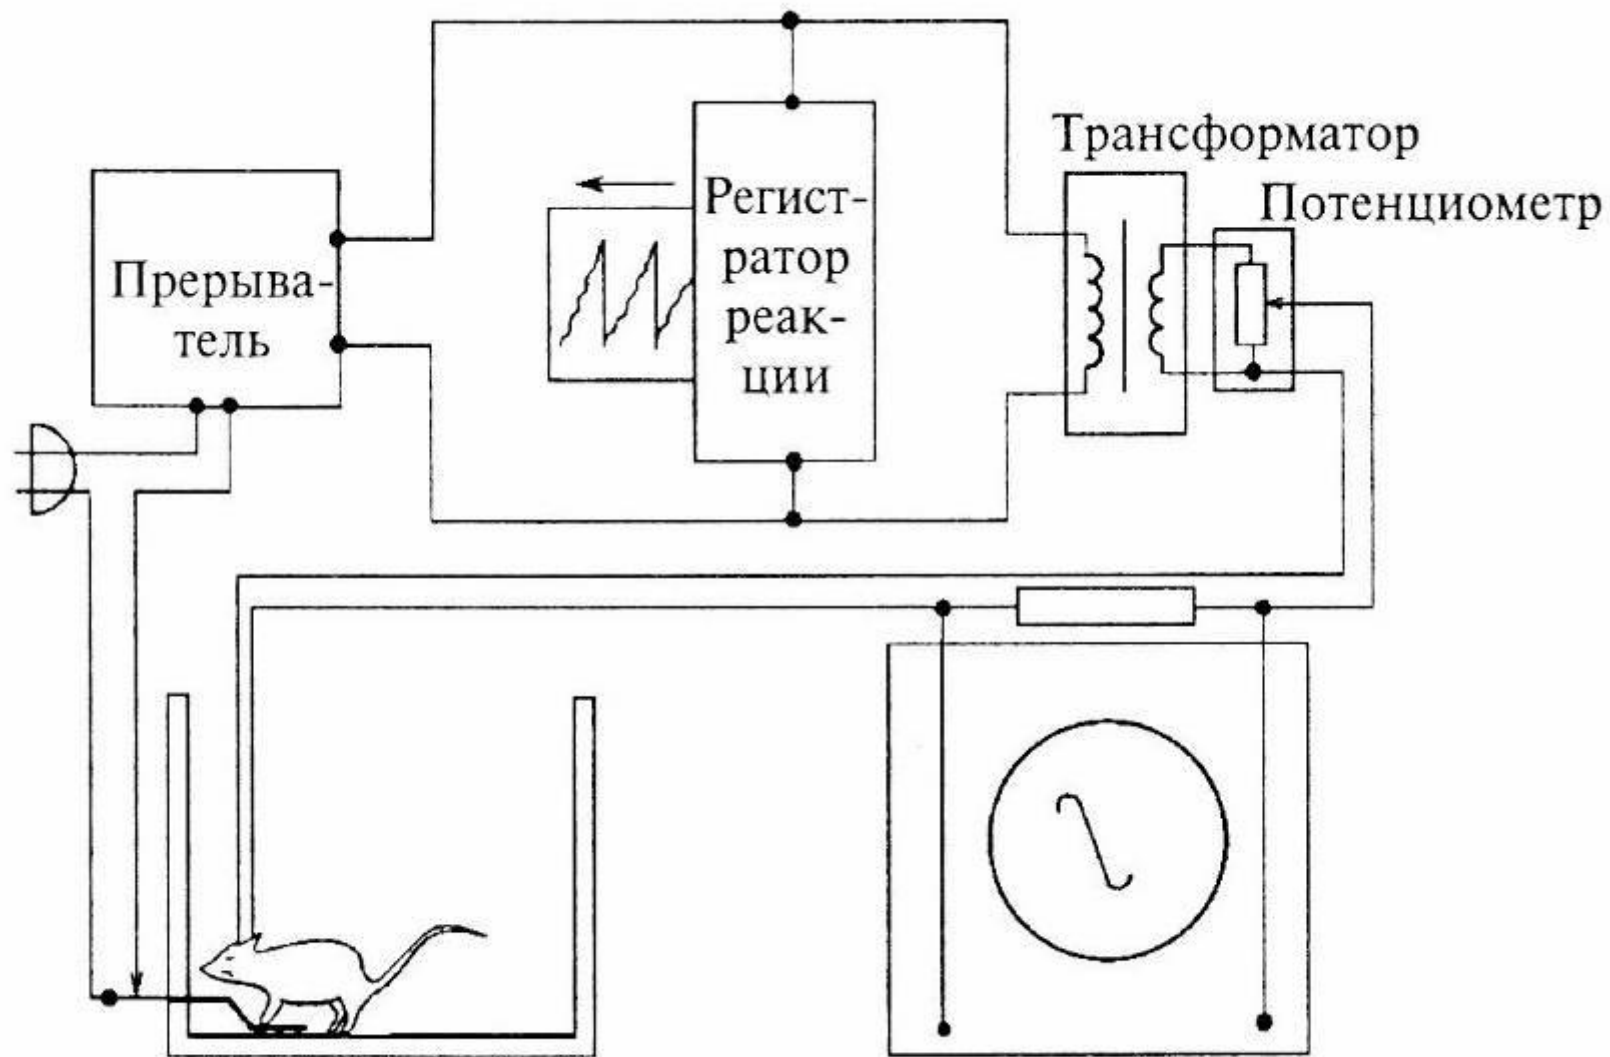 Прерыва-
тель
Регист-
ратор
реак-
ции
Трансформатор
Потенциометр